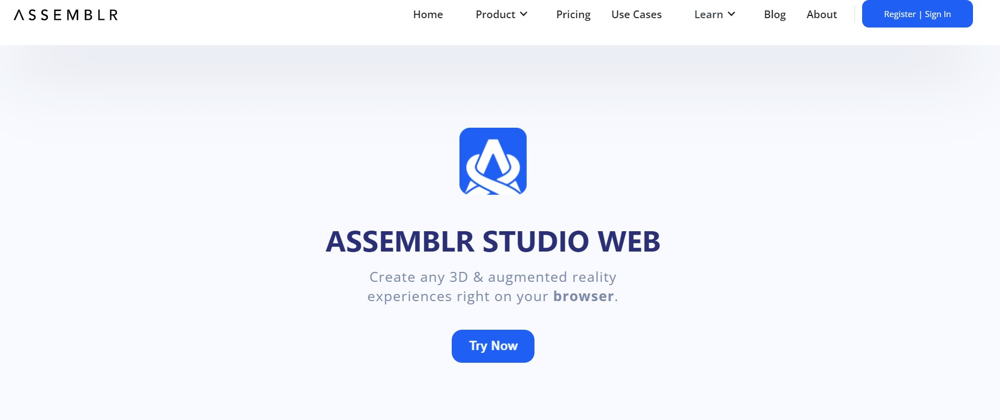 ASSEMBLR
Home Product Pricing Use Cases Learn Blog About Register | Sign In
ASSEMBLR STUDIO WEB
Create any 3D & augmented reality
experiences right on your browser.
Try Now